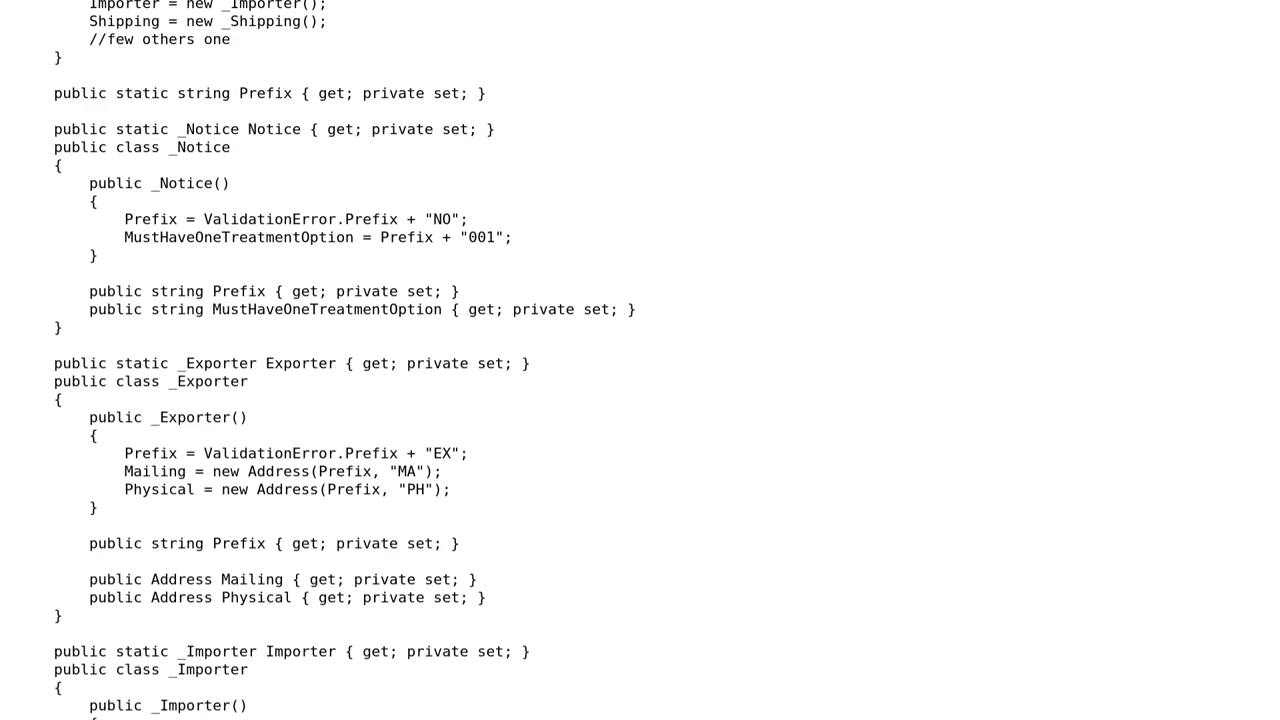 Importer = new _Importer();
Shipping = new _Shipping();
//few others one
}
public static string Prefix { get; private set; }
public static _Notice Notice { get; private set; }
public class _Notice
{
public _Notice()
{
Prefix = ValidationError.Prefix + "NO";
MustHaveOneTreatmentOption = Prefix + "001";
}
public string Prefix { get; private set; }
public string MustHaveOneTreatmentOption { get; private set; }
}
public static _Exporter Exporter { get; private set; }
public class _Exporter
{
public _Exporter()
{
Prefix = ValidationError.Prefix + "EX";
Mailing = new Address(Prefix, "MA");
Physical = new Address(Prefix, "PH");
}
public string Prefix { get; private set; }
public Address Mailing { get; private set; }
public Address Physical { get; private set; }
}
public static _Importer Importer { get; private set; }
public class _Importer
{
public _Importer()
{